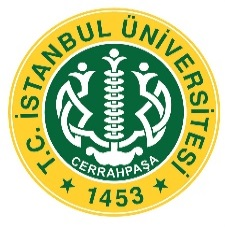 T.C. İSTANBUL ÜNİVERSİTESİ
CERRAHPAŞA
★ 1453 ★